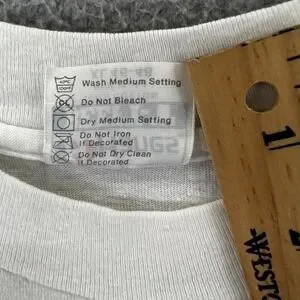 Wash Medium Setting
Do Not Bleach
Dry Medium Setting
Do Not Iron
If Decorated
Do Not Dry Clean
If Decorated
1
WESTC